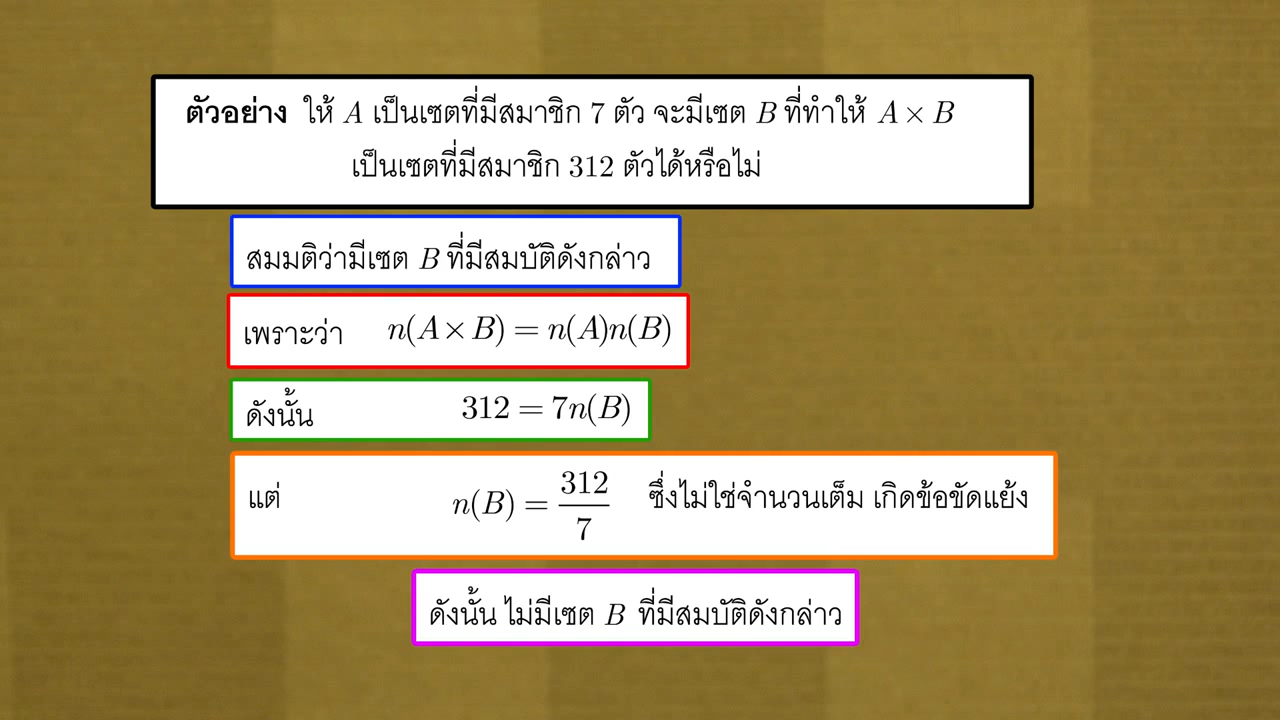 ตัวอย่าง ให้ A เป็นเซตที่มีสมาชิก 7 ตัว จะมีเซต B ที่ทำให้ A × B
เป็นเซตที่มีสมาชิก 312 ตัวได้หรือไม่
สมมติว่ามีเซต B ที่มีสมบัติดังกล่าว
เพราะว่า n(A × B) = n(A)n(B)
ดังนั้น 312 = 7n(B)
แต่ n(B) = 312/7 ซึ่งไม่ใช่จำนวนเต็ม เกิดข้อขัดแย้ง
ดังนั้น ไม่มีเซต B ที่มีสมบัติดังกล่าว